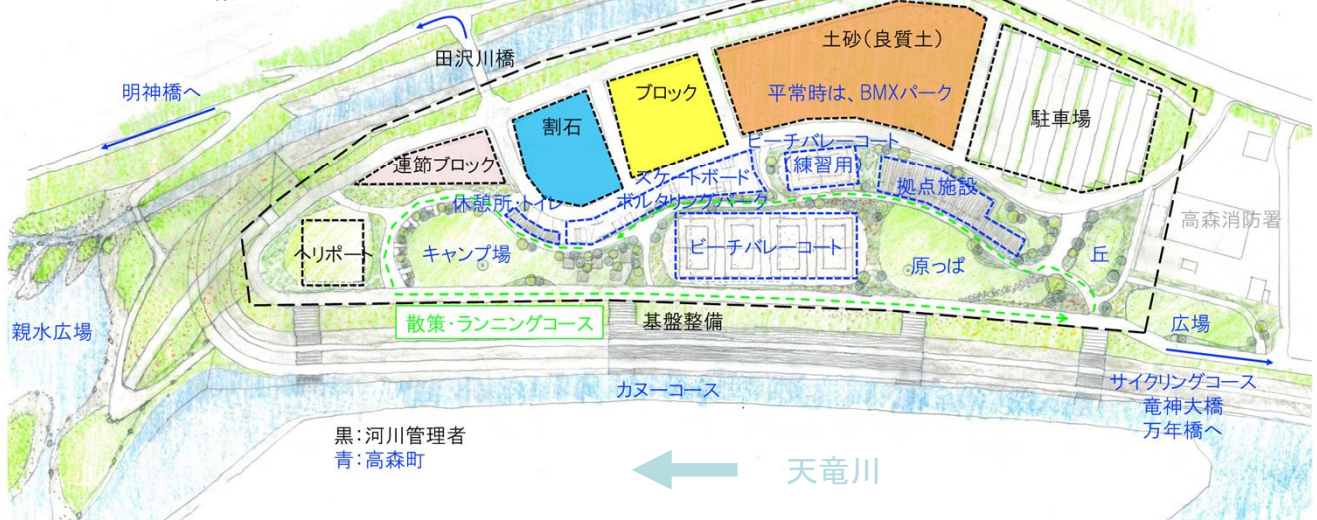 田沢川橋
明神橋へ
土砂(良質土)
平常時は、BMXパーク
ブロック
割石
駐車場
連節ブロック
ビーチバレーコート
練習用
スケートボード
ボルダリングパーク
拠点施設
休憩所・トイレ
高森消防署
ヘリポート
キャンプ場
ビーチバレーコート
原っぱ
丘
親水広場
散策・ランニングコース
基盤整備
広場
カヌーコース
サイクリングコース
竜神大橋
万年橋へ
黒:河川管理者
青:高森町
天竜川